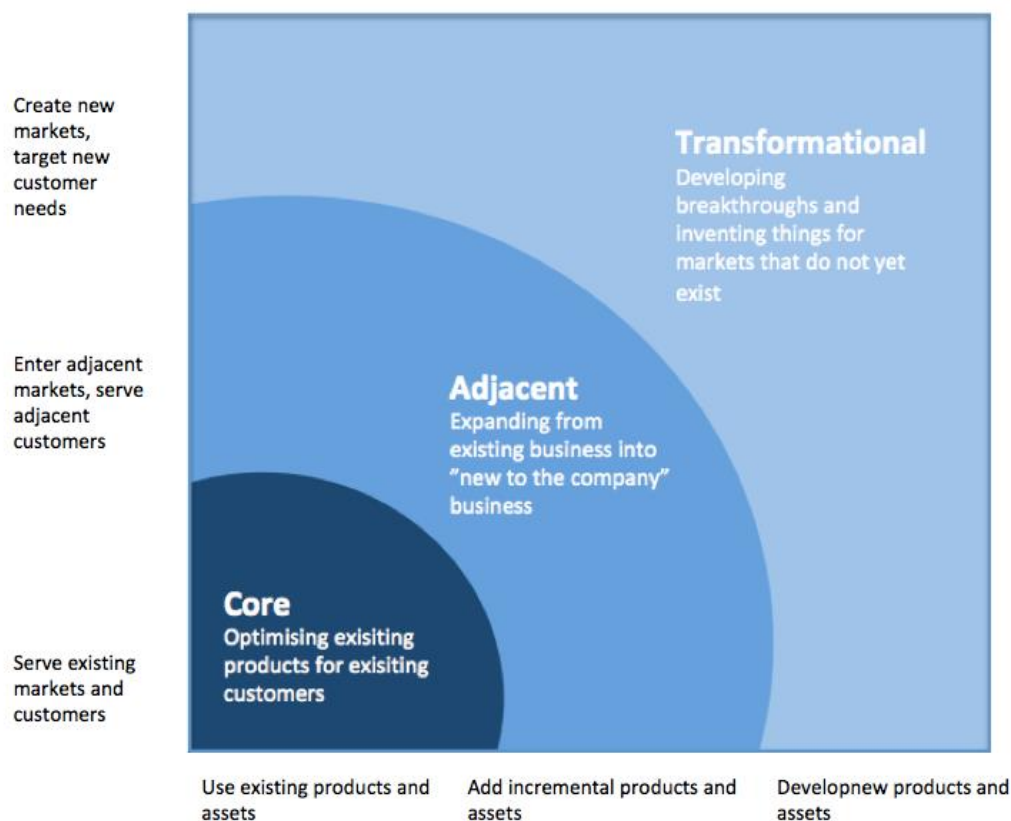 Create new
markets,
target new
customer
needs
Transformational
Developing
breakthroughs and
inventing things for
markets that do not yet
exist
Enter adjacent
markets, serve
adjacent
customers
Adjacent
Expanding from
existing business into
”new to the company”
business
Core
Optimising exisiting
products for exisiting
customers
Serve existing
markets and
customers
Use existing products and
assets
Add incremental products and
assets
Developnew products and
assets